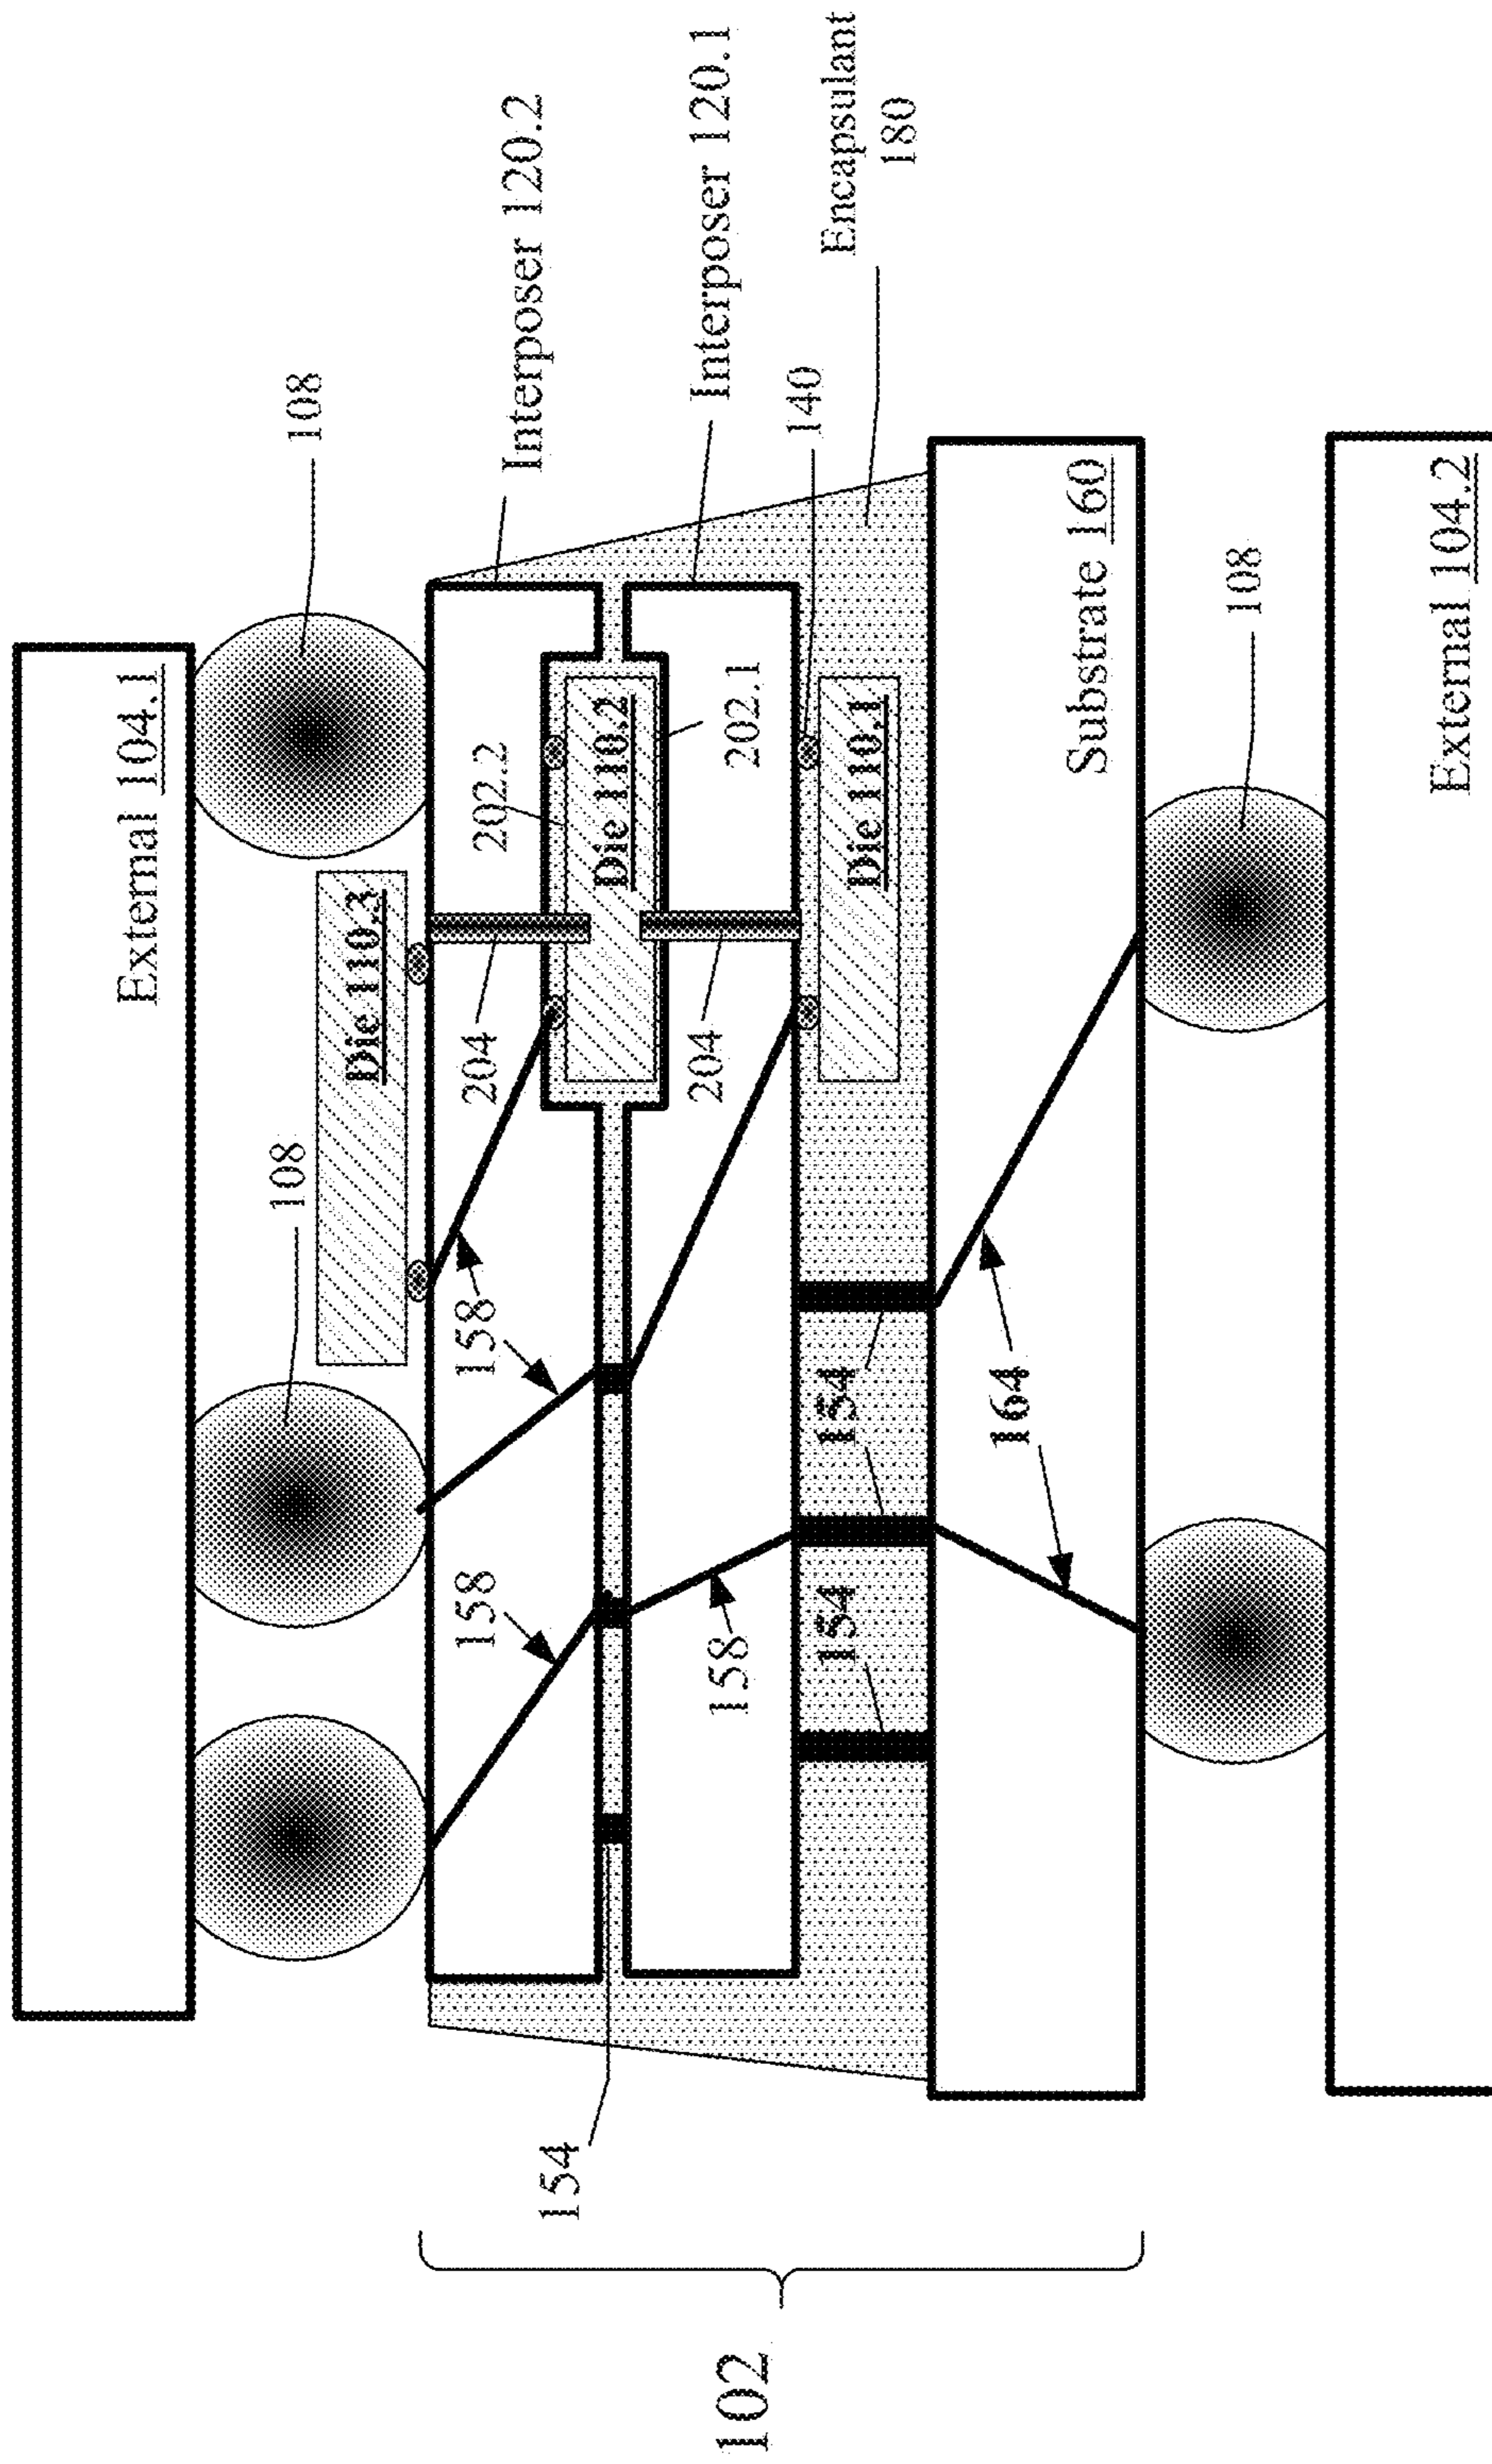 External 104.1
108
108
Die 110.3
Interposer 120.2
Interposer 120.1
Encapsulant
180
158
158
204
202.2
Die 110.2
204
202.1
140
154
158
154
154
Die 110.1
Substrate 160
164
108
External 104.2
102